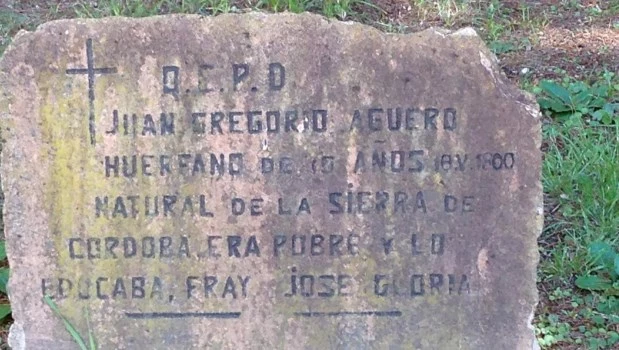 Q.E.P.D
JUAN GREGORIO AGUERO
HUERFANO DE 10 AÑOS 18.V.1800
NATURAL DE LA SIERRA DE
CORDOBA ERA POBRE Y LO
EDUCABA, FRAY JOSE GLORIA